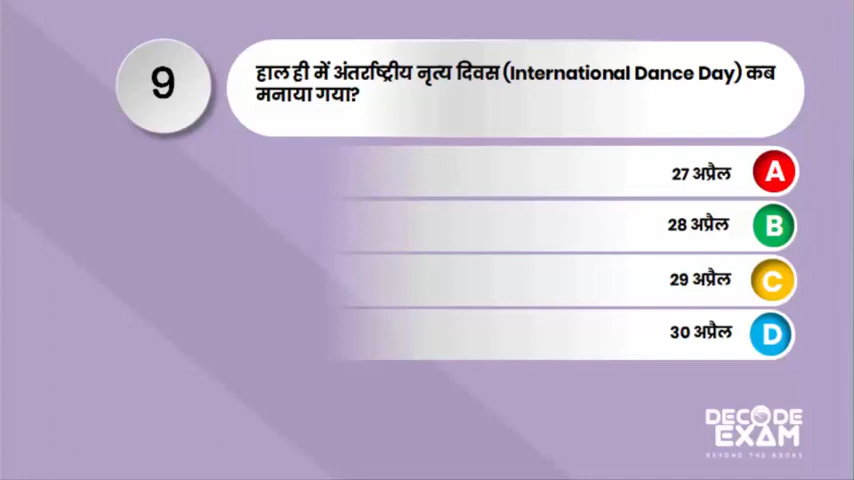 9
हाल ही में अंतर्राष्ट्रीय नृत्य दिवस (International Dance Day) कब
मनाया गया?
27 अप्रैल A
28 अप्रैल B
29 अप्रैल C
30 अप्रैल D
DECODE
EXAM
BEYOND THE BOOKS